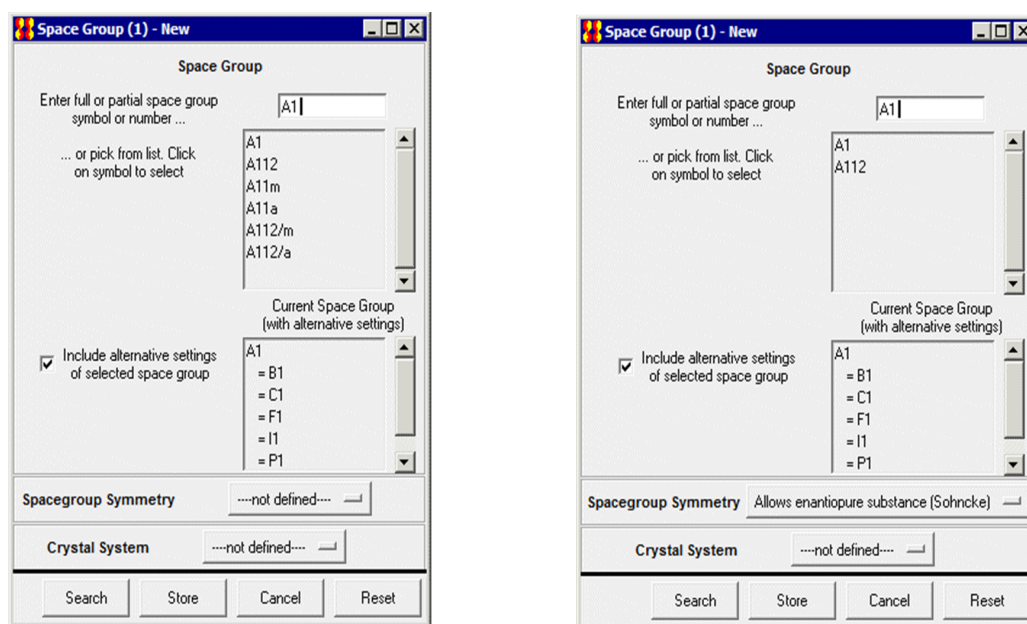 Space Group (1) - New
Space Group
Enter full or partial space group
symbol or number ...
A1
... or pick from list. Click
on symbol to select
A1
A112
A11m
A11a
A112/m
A112/a
Current Space Group
(with alternative settings)
Include alternative settings
of selected space group
A1
= B1
= C1
= F1
= I1
= P1
Spacegroup Symmetry
----not defined----
Crystal System
----not defined----
Search
Store
Cancel
Reset
Space Group (1) - New
Space Group
Enter full or partial space group
symbol or number ...
A1
... or pick from list. Click
on symbol to select
A1
A112
Current Space Group
(with alternative settings)
Include alternative settings
of selected space group
A1
= B1
= C1
= F1
= I1
= P1
Spacegroup Symmetry
Allows enantiopure substance (Sohncke)
Crystal System
----not defined----
Search
Store
Cancel
Reset